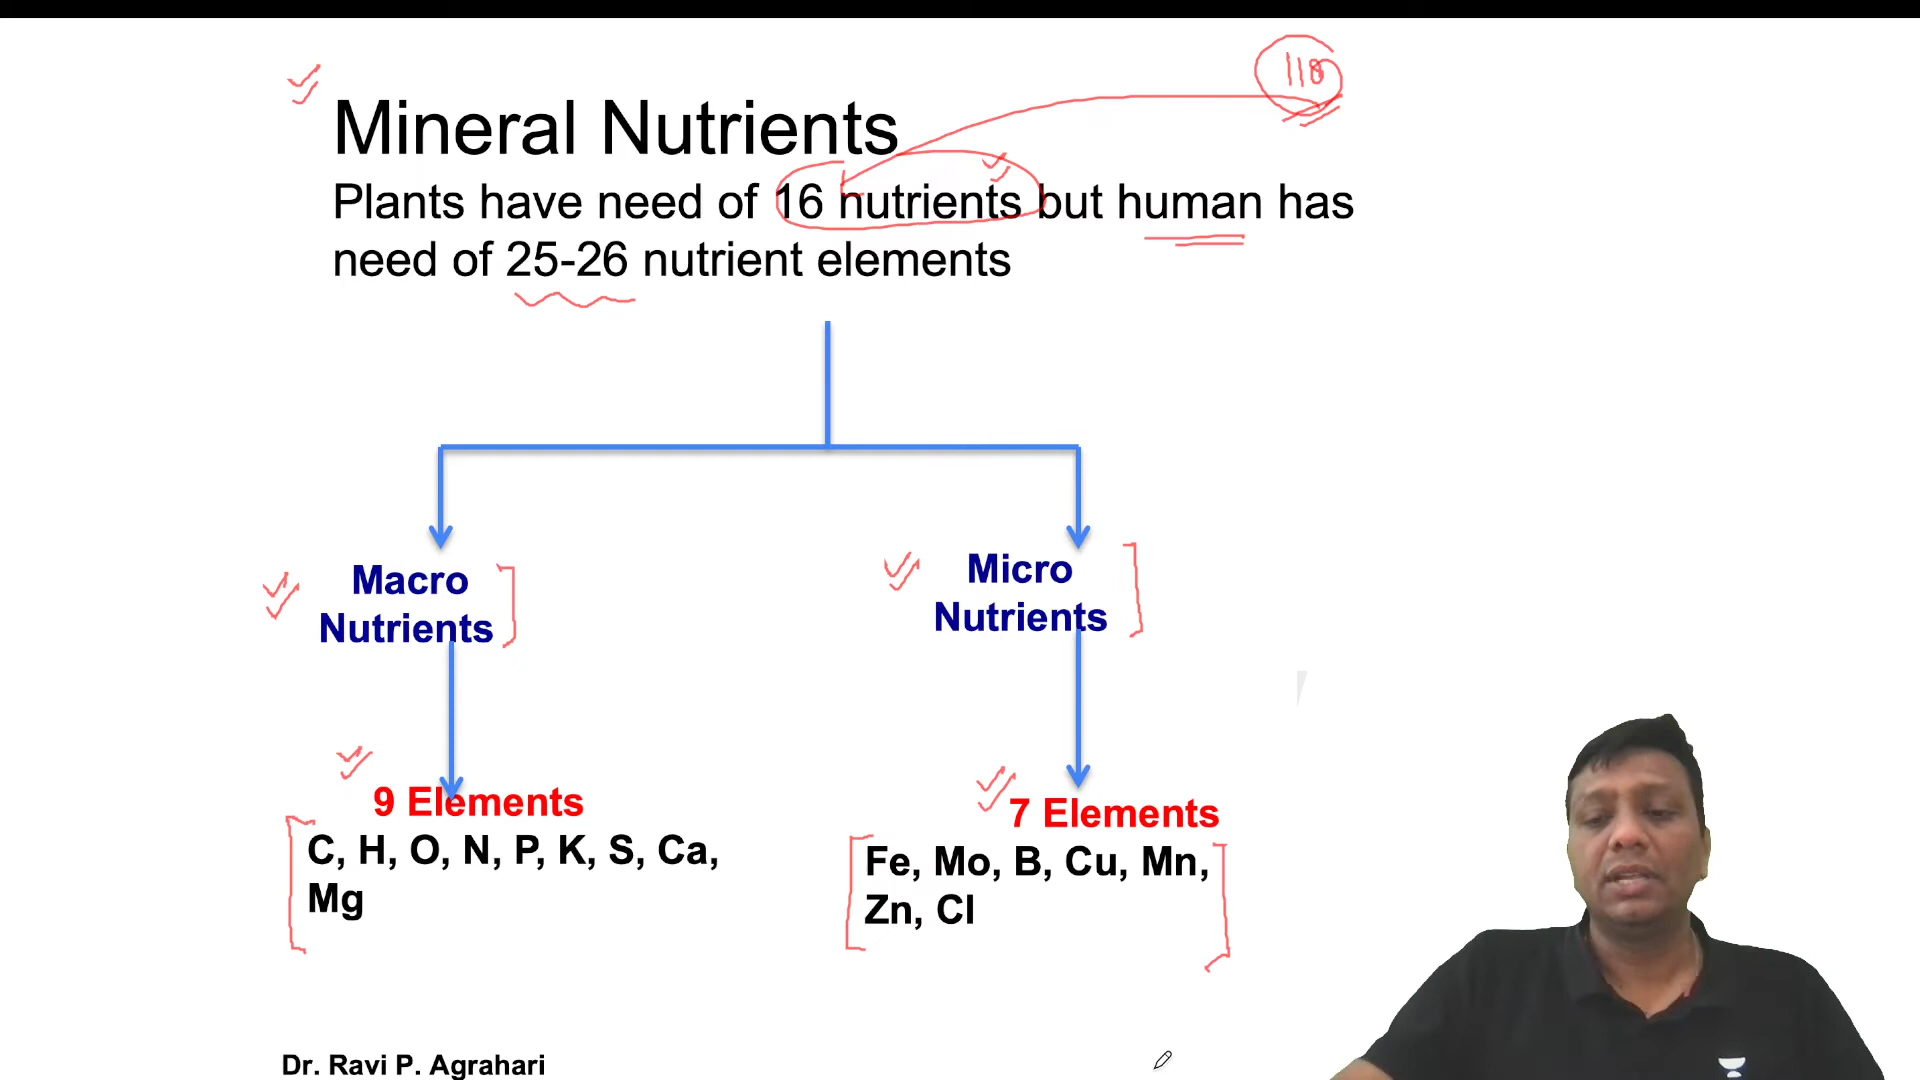 118
Mineral Nutrients
Plants have need of 16 nutrients but human has
need of 25-26 nutrient elements
Macro
Nutrients
Micro
Nutrients
9 Elements
C, H, O, N, P, K, S, Ca,
Mg
7 Elements
Fe, Mo, B, Cu, Mn,
Zn, Cl
Dr. Ravi P. Agrahari